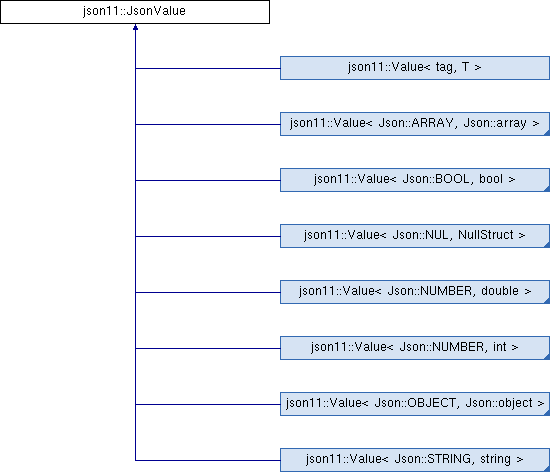 json11::JsonValue
json11::Value< tag, T >
json11::Value< Json::ARRAY, Json::array >
json11::Value< Json::BOOL, bool >
json11::Value< Json::NUL, NullStruct >
json11::Value< Json::NUMBER, double >
json11::Value< Json::NUMBER, int >
json11::Value< Json::OBJECT, Json::object >
json11::Value< Json::STRING, string >